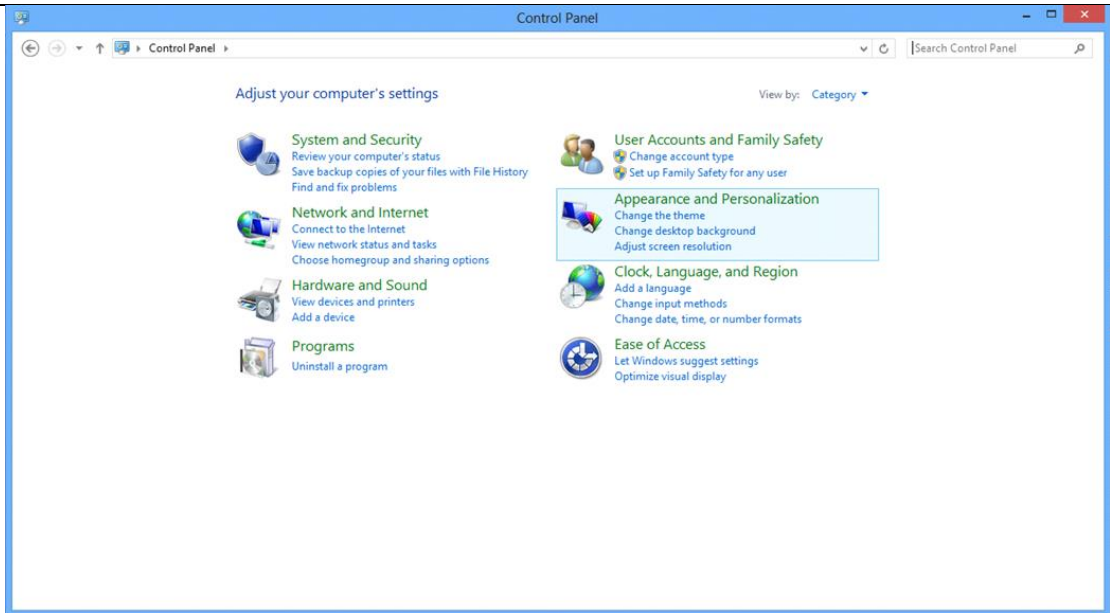 Control Panel
Control Panel
Search Control Panel
Adjust your computer's settings
View by: Category
System and Security
Review your computer's status
Save backup copies of your files with File History
Find and fix problems
Network and Internet
Connect to the Internet
View network status and tasks
Choose homegroup and sharing options
Hardware and Sound
View devices and printers
Add a device
Programs
Uninstall a program
User Accounts and Family Safety
Change account type
Set up Family Safety for any user
Appearance and Personalization
Change the theme
Change desktop background
Adjust screen resolution
Clock, Language, and Region
Add a language
Change input methods
Change date, time, or number formats
Ease of Access
Let Windows suggest settings
Optimize visual display